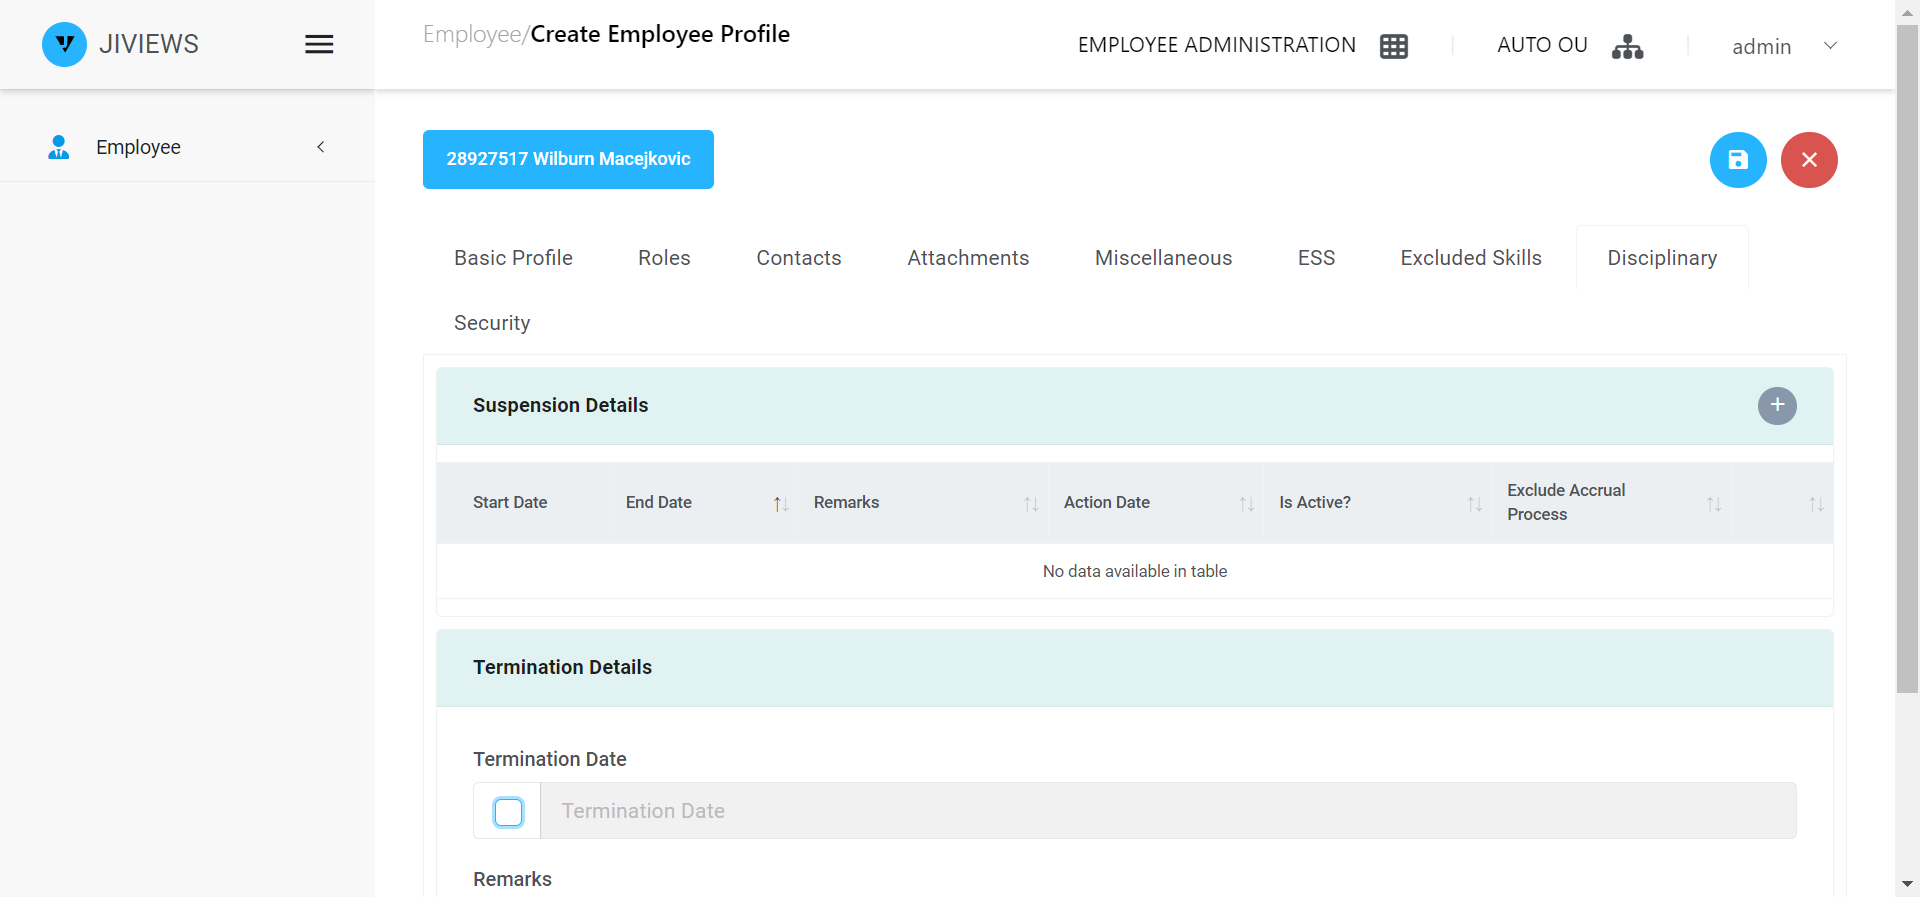 JIVIEWS
Employee/Create Employee Profile
EMPLOYEE ADMINISTRATION
AUTO OU
admin
Employee
28927517 Wilburn Macejkovic
Basic Profile
Roles
Contacts
Attachments
Miscellaneous
ESS
Excluded Skills
Disciplinary
Security
Suspension Details
Start Date
End Date
Remarks
Action Date
Is Active?
Exclude Accrual
Process
No data available in table
Termination Details
Termination Date
Termination Date
Remarks